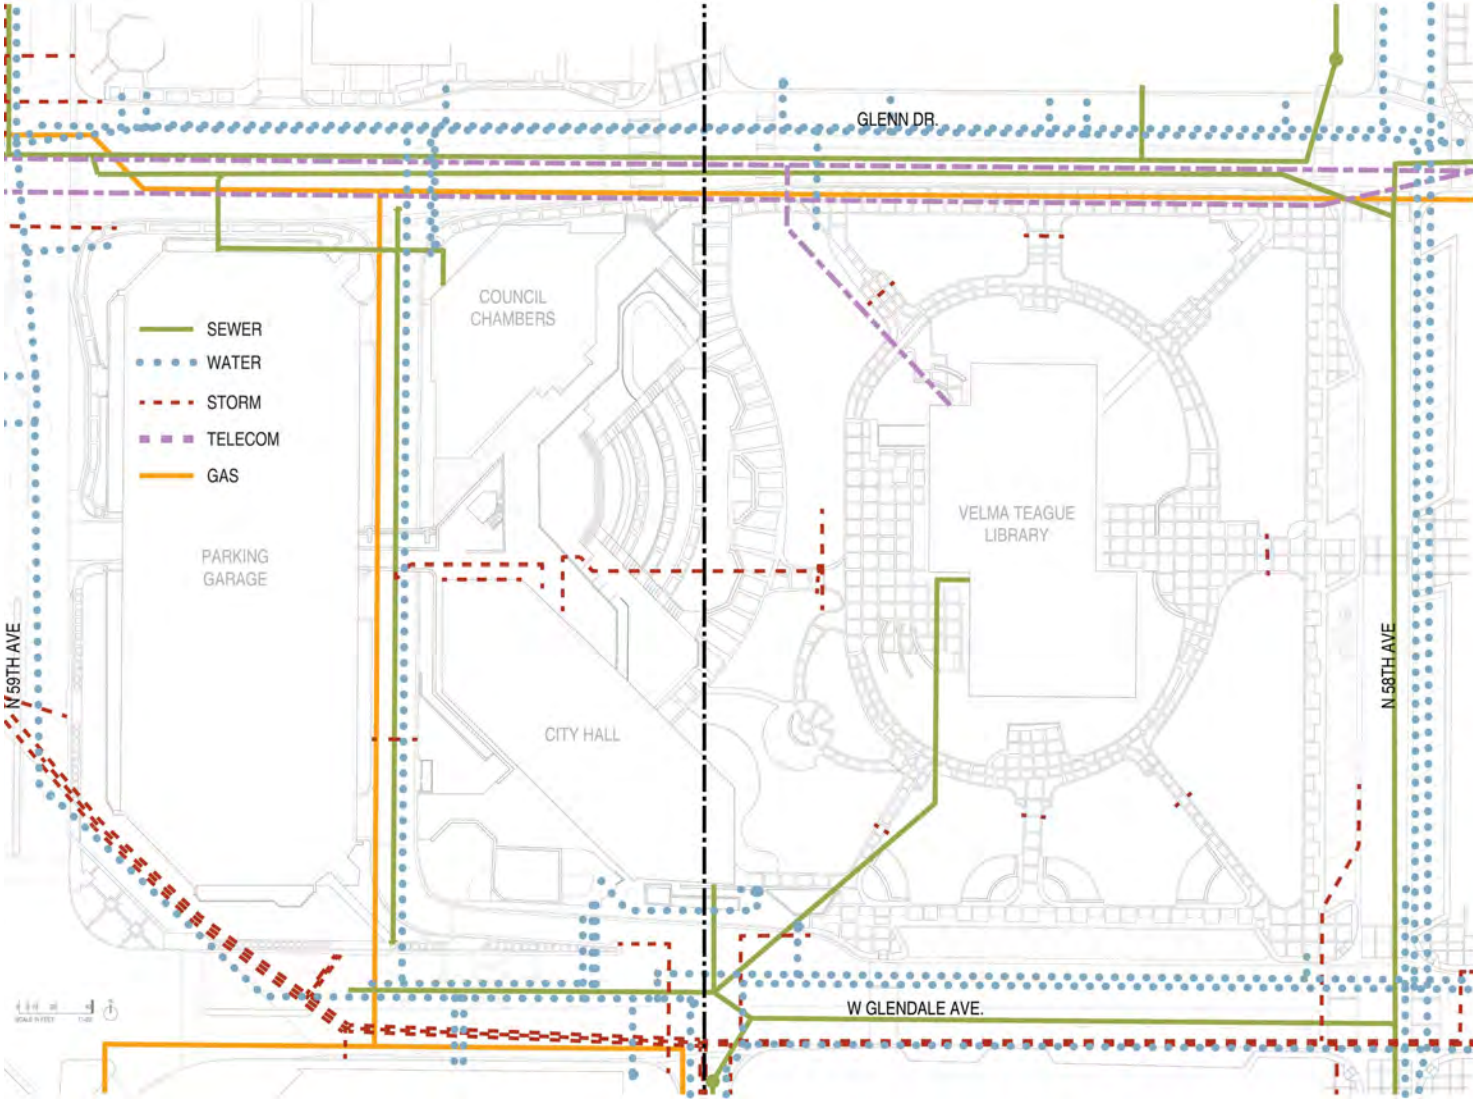 GLENN DR.
COUNCIL
CHAMBERS
SEWER
WATER
STORM
TELECOM
GAS
PARKING
GARAGE
VELMA TEAGUE
LIBRARY
N 59TH AVE
N 58TH AVE
CITY HALL
W GLENDALE AVE.